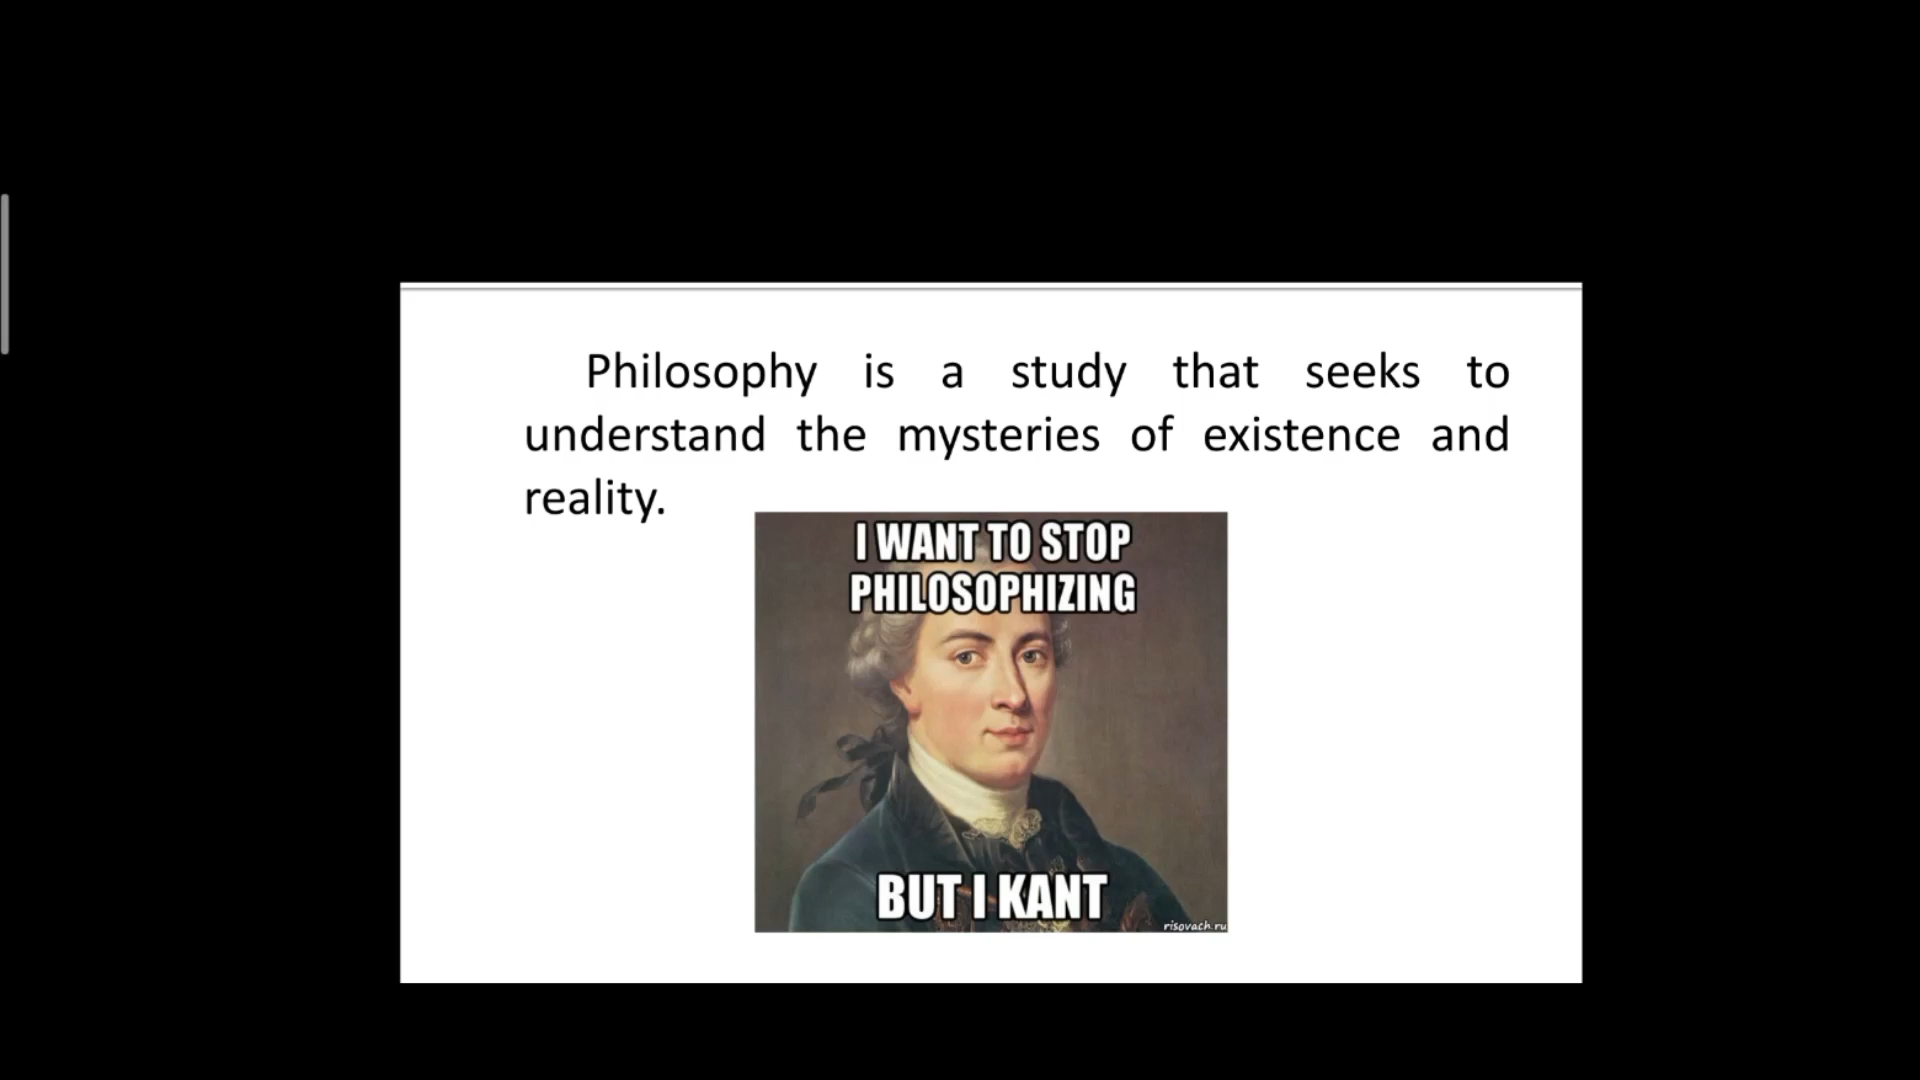 Philosophy is a study that seeks to
understand the mysteries of existence and
reality.
I WANT TO STOP
PHILOSOPHIZING
BUT I KANT
risovach.ru